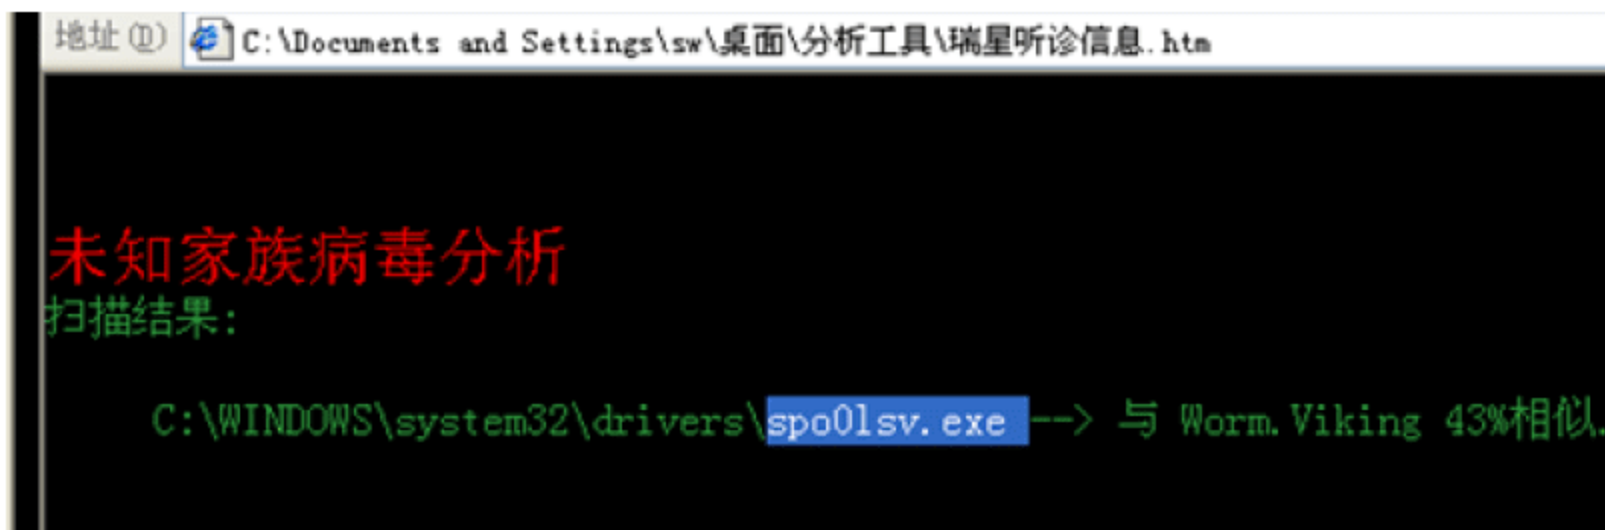 地址(D) C:\Documents and Settings\sw\桌面\分析工具\瑞星听诊信息.htm
未知家族病毒分析
扫描结果:
C:\WINDOWS\system32\drivers\spo0lsv.exe --> 与 Worm.Viking 43%相似.